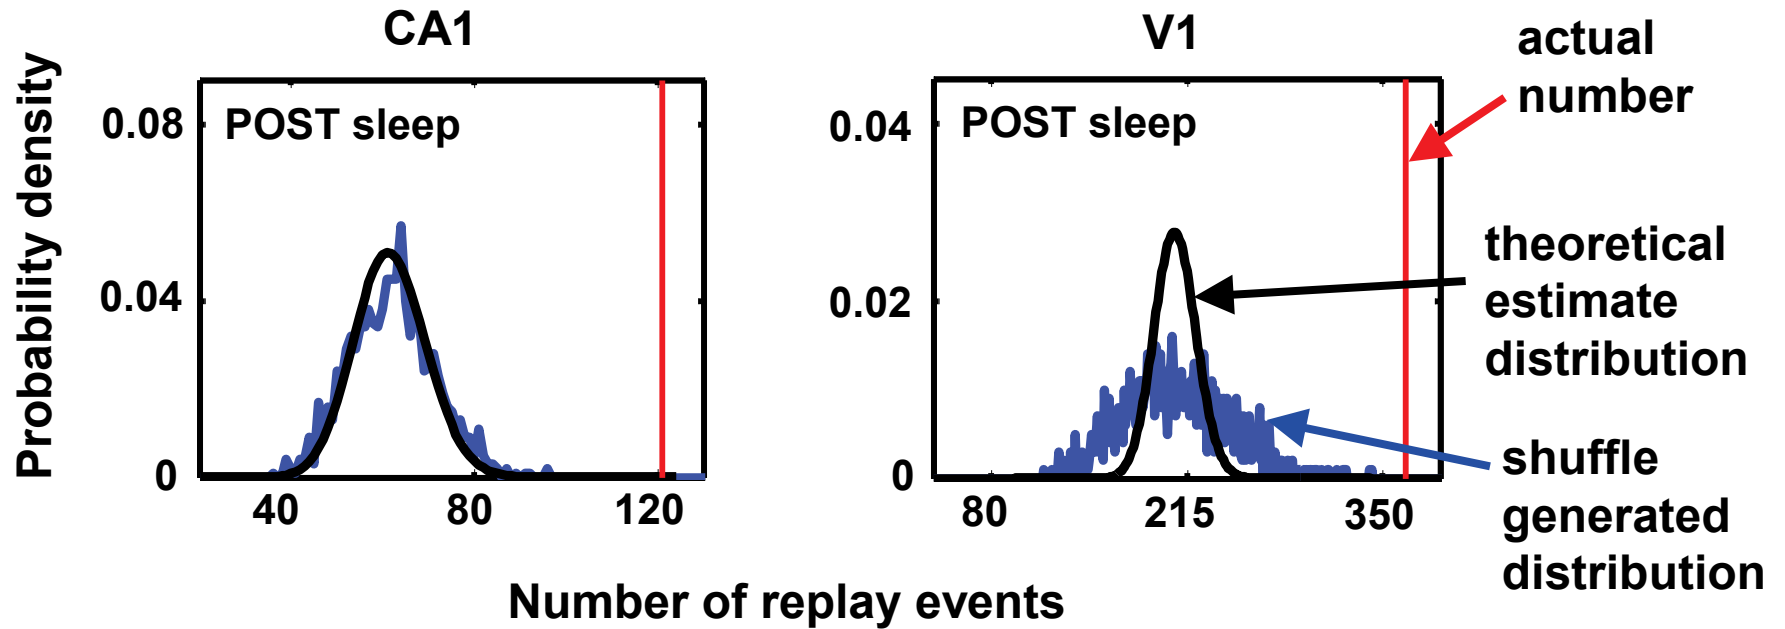 CA1
V1
actual
number
Probability density
0.08
0.04
0
POST sleep
40
80
120
0.04
0.02
0
POST sleep
80
215
350
theoretical
estimate
distribution
shuffle
generated
distribution
Number of replay events